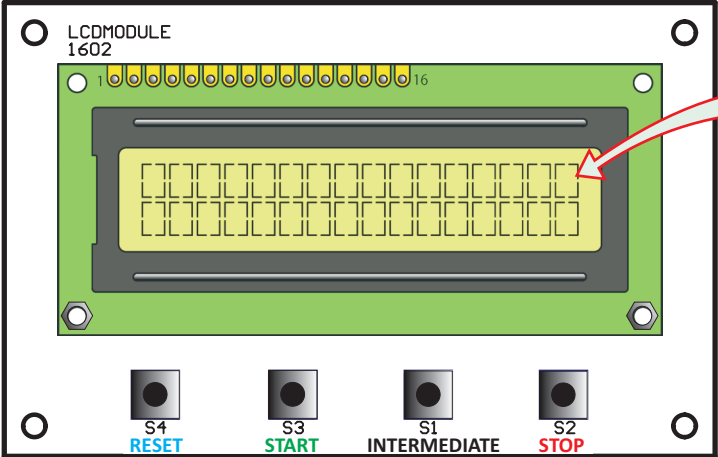 LCDMODULE
1602
1 16
S4 S3 S1 S2
RESET START INTERMEDIATE STOP